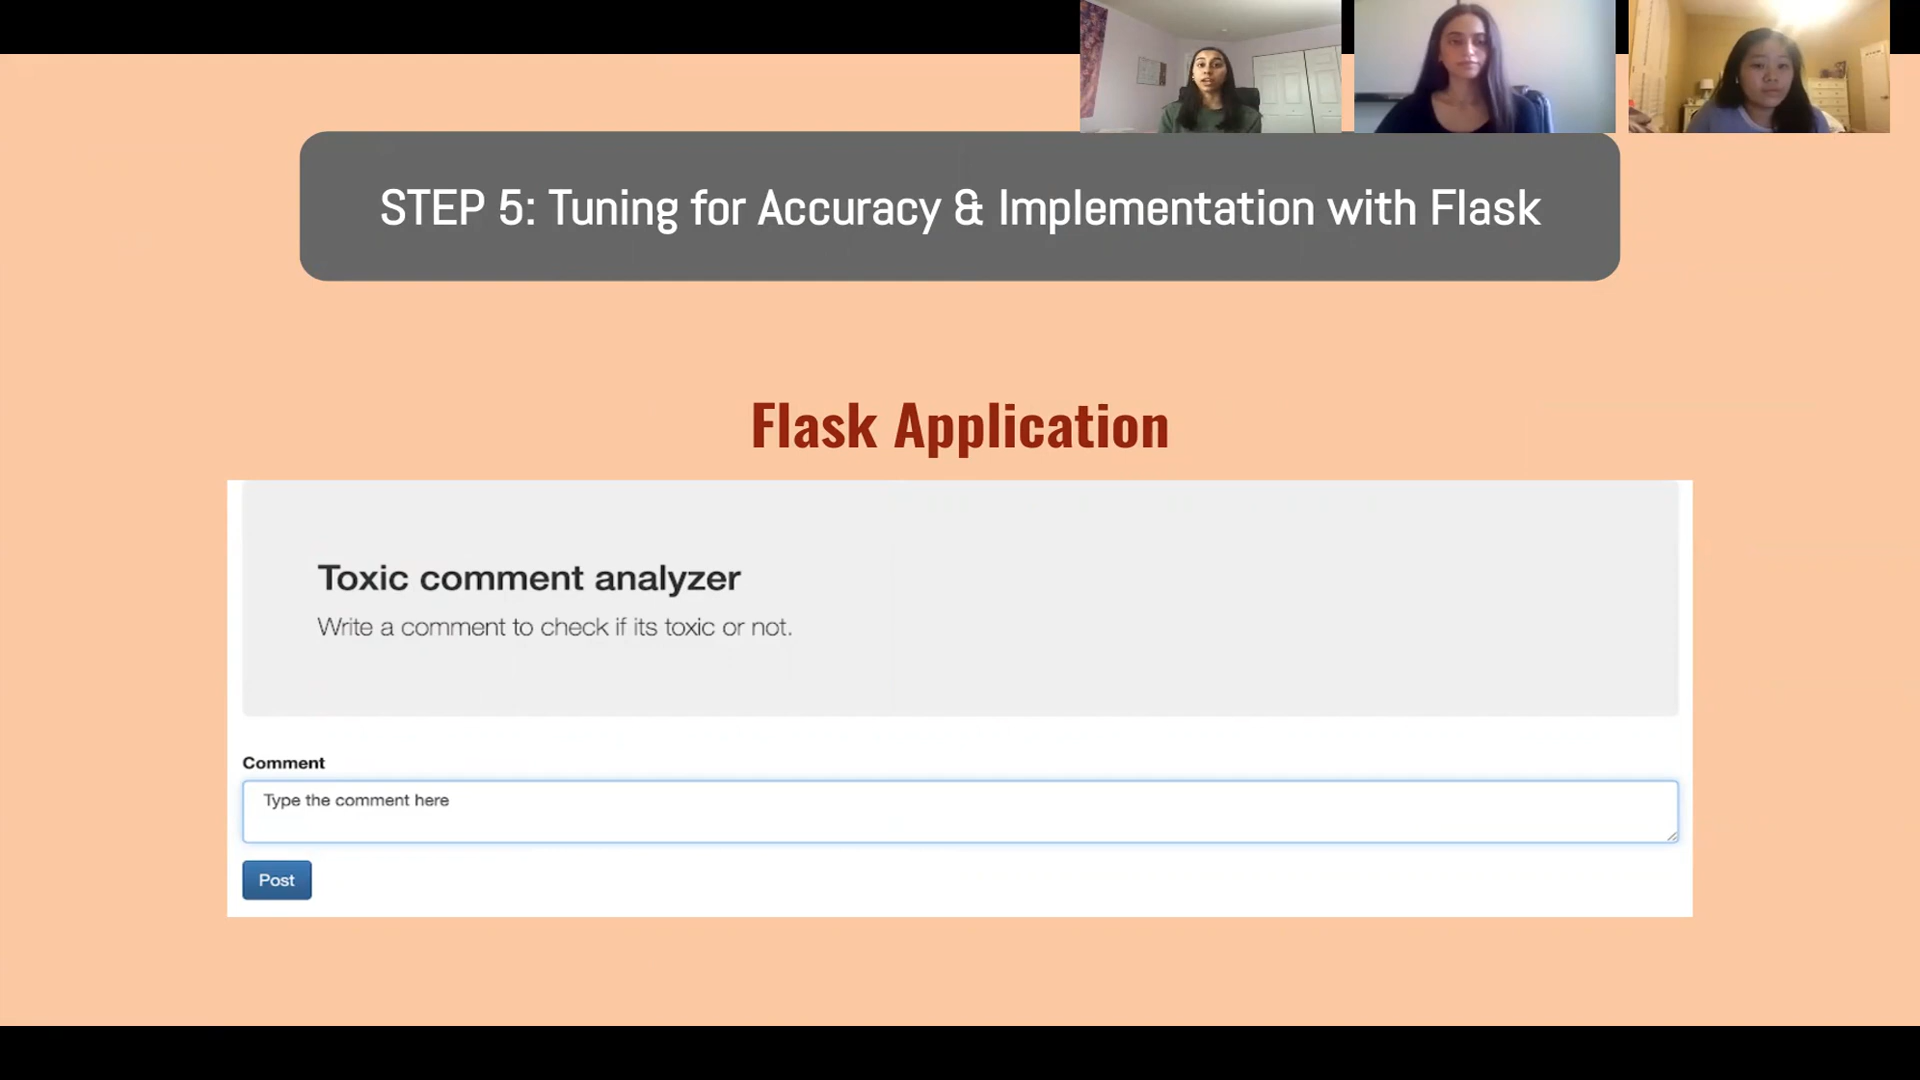 STEP 5: Tuning for Accuracy & Implementation with Flask
Flask Application
Toxic comment analyzer
Write a comment to check if its toxic or not.
Comment
Type the comment here
Post